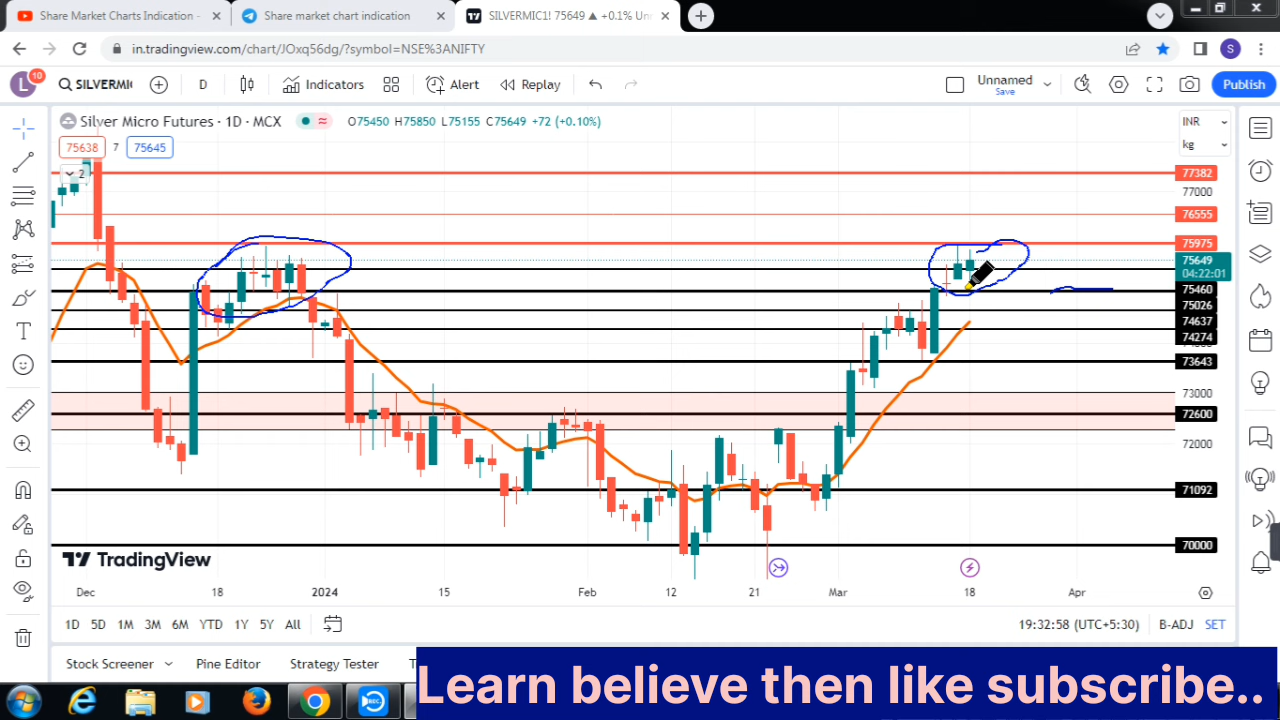 Share Market Charts Indication -
Share market chart indication
SILVERMIC1! 75649 ▲ +0.1% Un
in.tradingview.com/chart/JOxq56dg/?symbol=NSE%3ANIFTY
S
L
10
SILVERMI
D
Indicators
Alert
Replay
Unnamed
Save
Publish
Silver Micro Futures · 1D · MCX
O75450 H75850 L75155 C75649 +72 (+0.10%)
INR
kg
75638
7
75645
2
77382
77000
76555
75975
75649
04:22:01
75460
75026
74637
74274
73643
73000
72600
72000
71092
70000
TradingView
Dec
18
2024
15
Feb
12
21
Mar
18
Apr
1D
5D
1M
3M
6M
YTD
1Y
5Y
All
19:32:58 (UTC+5:30)
B-ADJ
SET
Stock Screener
Pine Editor
Strategy Tester
Learn believe then like subscribe..
REC